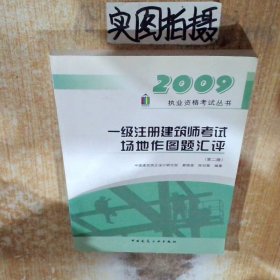 实图拍摄
2009
执业资格考试丛书
一级注册建筑师考试
场地作图题汇评
(第二版)
中国建筑工业出版社